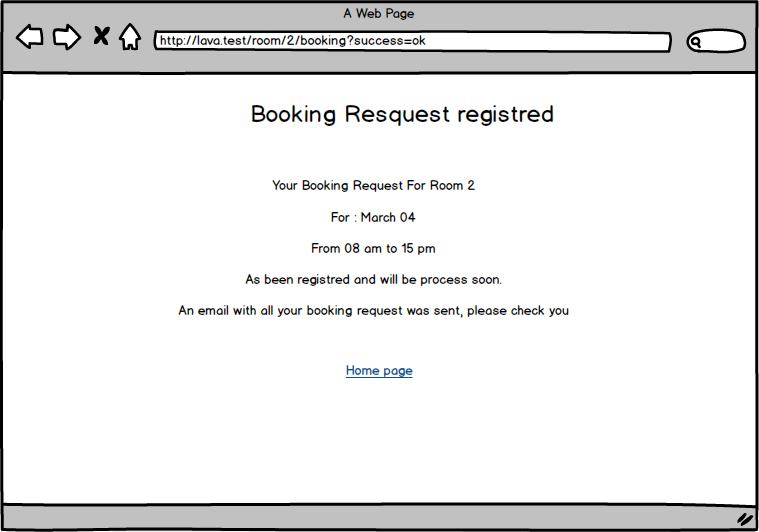 A Web Page
http://lava.test/room/2/booking?success=ok
Booking Resquest registred
Your Booking Request For Room 2
For : March 04
From 08 am to 15 pm
As been registred and will be process soon.
An email with all your booking request was sent, please check you
Home page